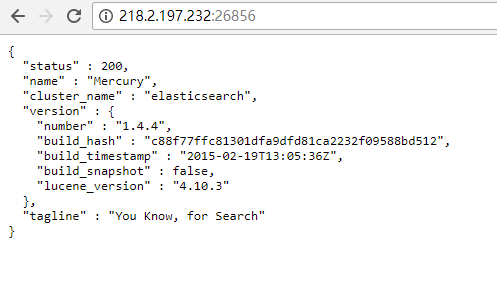 218.2.197.232:26856
{
"status" : 200,
"name" : "Mercury",
"cluster_name" : "elasticsearch",
"version" : {
"number" : "1.4.4",
"build_hash" : "c88f77ffc81301dfa9dfd81ca2232f09588bd512",
"build_timestamp" : "2015-02-19T13:05:36Z",
"build_snapshot" : false,
"lucene_version" : "4.10.3"
},
"tagline" : "You Know, for Search"
}